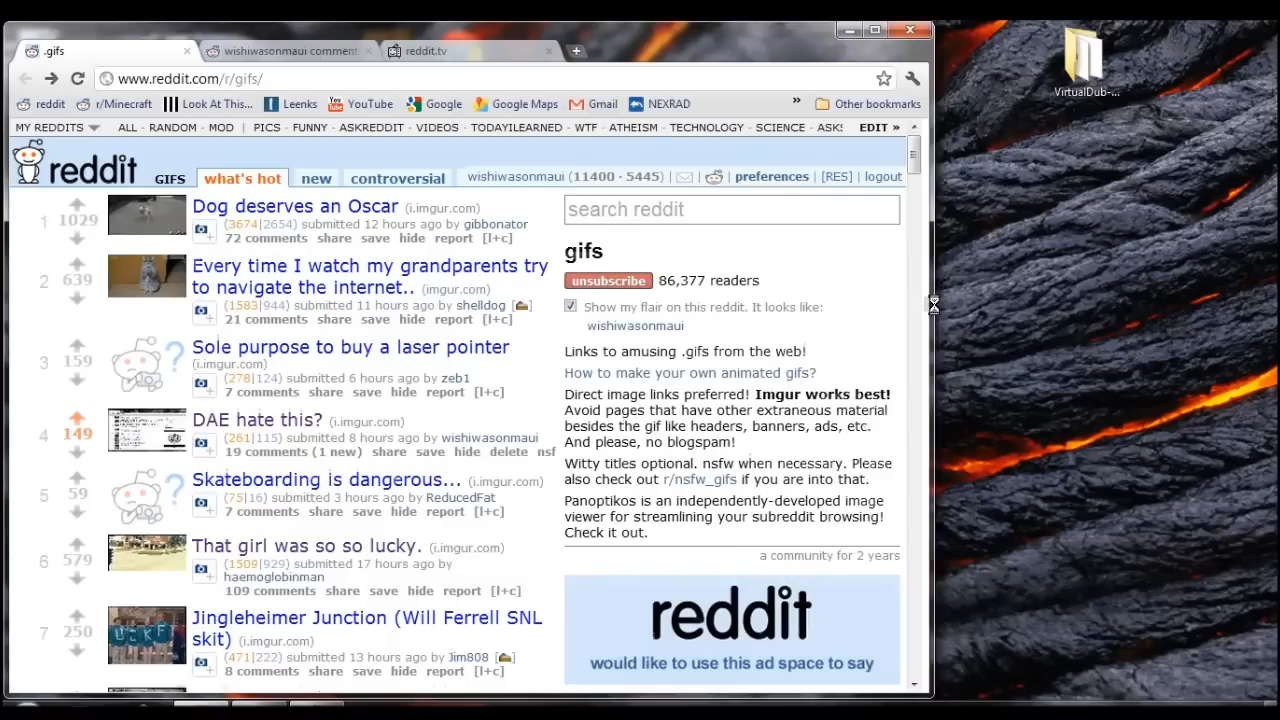 .gifs
wishiwasonmaui comment
reddit.tv
www.reddit.com/r/gifs/
reddit r/Minecraft Look At This... Leenks YouTube Google Google Maps Gmail NEXRAD » Other bookmarks
MY REDDITS ALL - RANDOM - MOD | PICS - FUNNY - ASKREDDIT - VIDEOS - TODAYILEARNED - WTF - ATHEISM - TECHNOLOGY - SCIENCE - ASKS EDIT »
reddit GIFS what's hot new controversial wishiwasonmaui (11400 · 5445) | preferences | [RES] | logout
1 1029 Dog deserves an Oscar (i.imgur.com)
(3674|2654) submitted 12 hours ago by gibbonator
72 comments share save hide report [l+c]
2 639 Every time I watch my grandparents try
to navigate the internet.. (imgur.com)
(1583|944) submitted 11 hours ago by shelldog
21 comments share save hide report [l+c]
3 159 Sole purpose to buy a laser pointer
(i.imgur.com)
(278|124) submitted 6 hours ago by zeb1
7 comments share save hide report [l+c]
4 149 DAE hate this? (i.imgur.com)
(261|115) submitted 8 hours ago by wishiwasonmaui
19 comments (1 new) share save hide delete nsf
5 59 Skateboarding is dangerous... (i.imgur.com)
(75|16) submitted 3 hours ago by ReducedFat
7 comments share save hide report [l+c]
6 579 That girl was so so lucky. (i.imgur.com)
(1509|929) submitted 17 hours ago by
haemoglobinman
109 comments share save hide report [l+c]
7 250 Jingleheimer Junction (Will Ferrell SNL
skit) (i.imgur.com)
(471|222) submitted 13 hours ago by Jim808
8 comments share save hide report [l+c]
search reddit
gifs
unsubscribe 86,377 readers
Show my flair on this reddit. It looks like:
wishiwasonmaui
Links to amusing .gifs from the web!
How to make your own animated gifs?
Direct image links preferred! Imgur works best!
Avoid pages that have other extraneous material
besides the gif like headers, banners, ads, etc.
And please, no blogspam!
Witty titles optional. nsfw when necessary. Please
also check out r/nsfw_gifs if you are into that.
Panoptikos is an independently-developed image
viewer for streamlining your subreddit browsing!
Check it out.
a community for 2 years
reddit
would like to use this ad space to say
VirtualDub-...